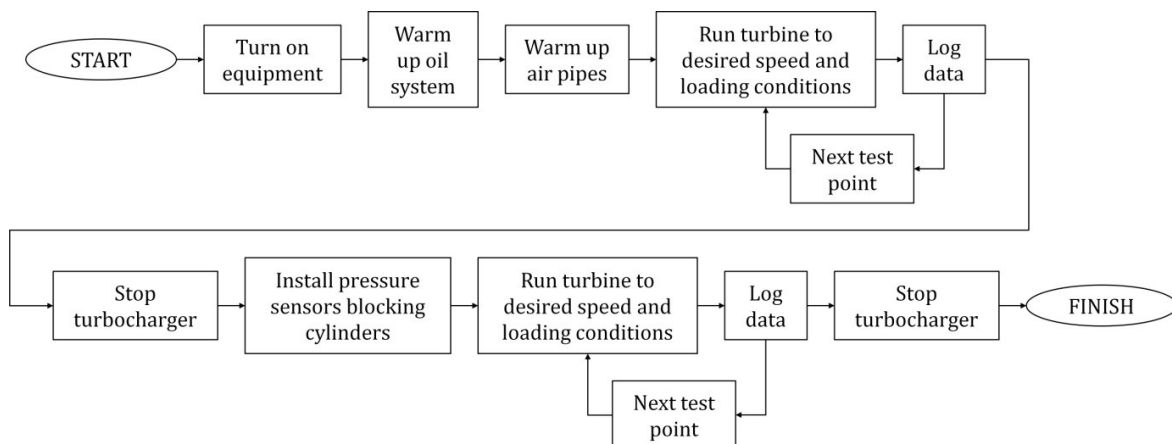 START
Turn on
equipment
Warm
up oil
system
Warm up
air pipes
Run turbine to
desired speed and
loading conditions
Log
data
Next test
point
Stop
turbocharger
Install pressure
sensors blocking
cylinders
Run turbine to
desired speed and
loading conditions
Log
data
Stop
turbocharger
FINISH
Next test
point